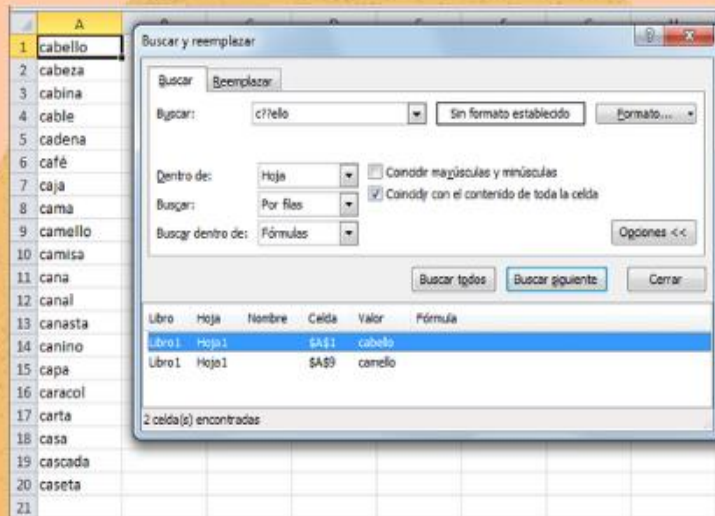 A
1 cabello
2 cabeza
3 cabina
4 cable
5 cadena
6 café
7 caja
8 cama
9 camello
10 camisa
11 cana
12 canal
13 canasta
14 canino
15 capa
16 caracol
17 carta
18 casa
19 cascada
20 caseta
21
Buscar y reemplazar
Buscar Reemplazar
Buscar: c??ello Sin formato establecido Formato...
Dentro de: Hoja Coincidir mayúsculas y minúsculas
Buscar: Por filas Coincidir con el contenido de toda la celda
Buscar dentro de: Fórmulas Opciones <<
Buscar todos Buscar siguiente Cerrar
Libro Hoja Nombre Celda Valor Fórmula
Libro1 Hoja1 $A$1 cabello
Libro1 Hoja1 $A$9 camello
2 celda(s) encontradas